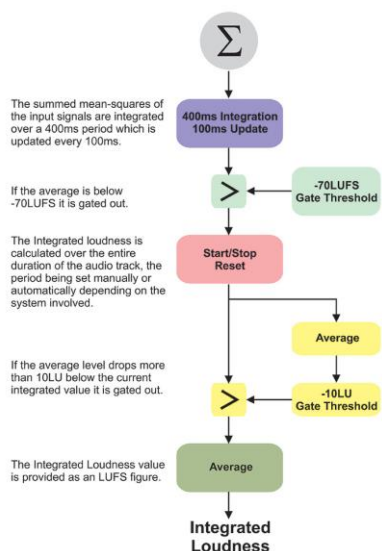 Σ
The summed mean-squares of
the input signals are integrated
over a 400ms period which is
updated every 100ms.
400ms Integration
100ms Update
If the average is below
-70LUFS it is gated out.
>
-70LUFS
Gate Threshold
The Integrated loudness is
calculated over the entire
duration of the audio track, the
period being set manually or
automatically depending on the
system involved.
Start/Stop
Reset
Average
If the average level drops more
than 10LU below the current
integrated value it is gated out.
>
-10LU
Gate Threshold
The Integrated Loudness value
is provided as an LUFS figure.
Average
Integrated
Loudness